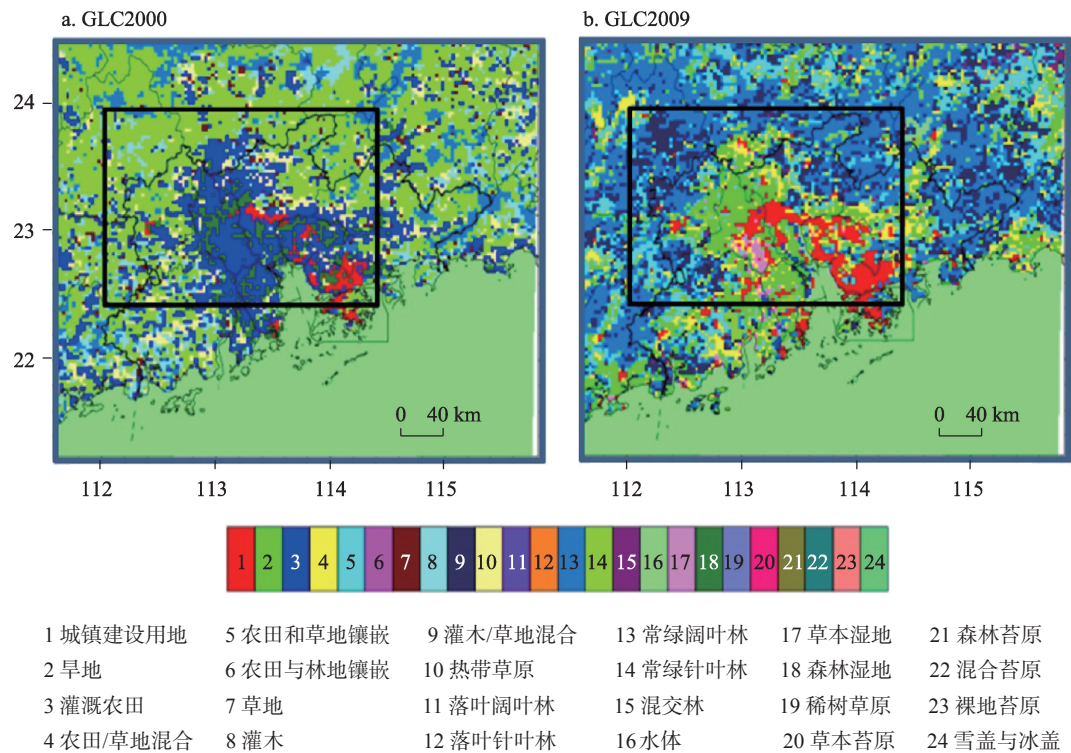 a. GLC2000
b. GLC2009
24
23
22
0 40 km
0 40 km
112 113 114 115
112 113 114 115
1 2 3 4 5 6 7 8 9 10 11 12 13 14 15 16 17 18 19 20 21 22 23 24
1 城镇建设用地 5 农田和草地镶嵌 9 灌木/草地混合 13 常绿阔叶林 17 草本湿地 21 森林苔原
2 旱地 6 农田与林地镶嵌 10 热带草原 14 常绿针叶林 18 森林湿地 22 混合苔原
3 灌溉农田 7 草地 11 落叶阔叶林 15 混交林 19 稀树草原 23 裸地苔原
4 农田/草地混合 8 灌木 12 落叶针叶林 16 水体 20 草本苔原 24 雪盖与冰盖